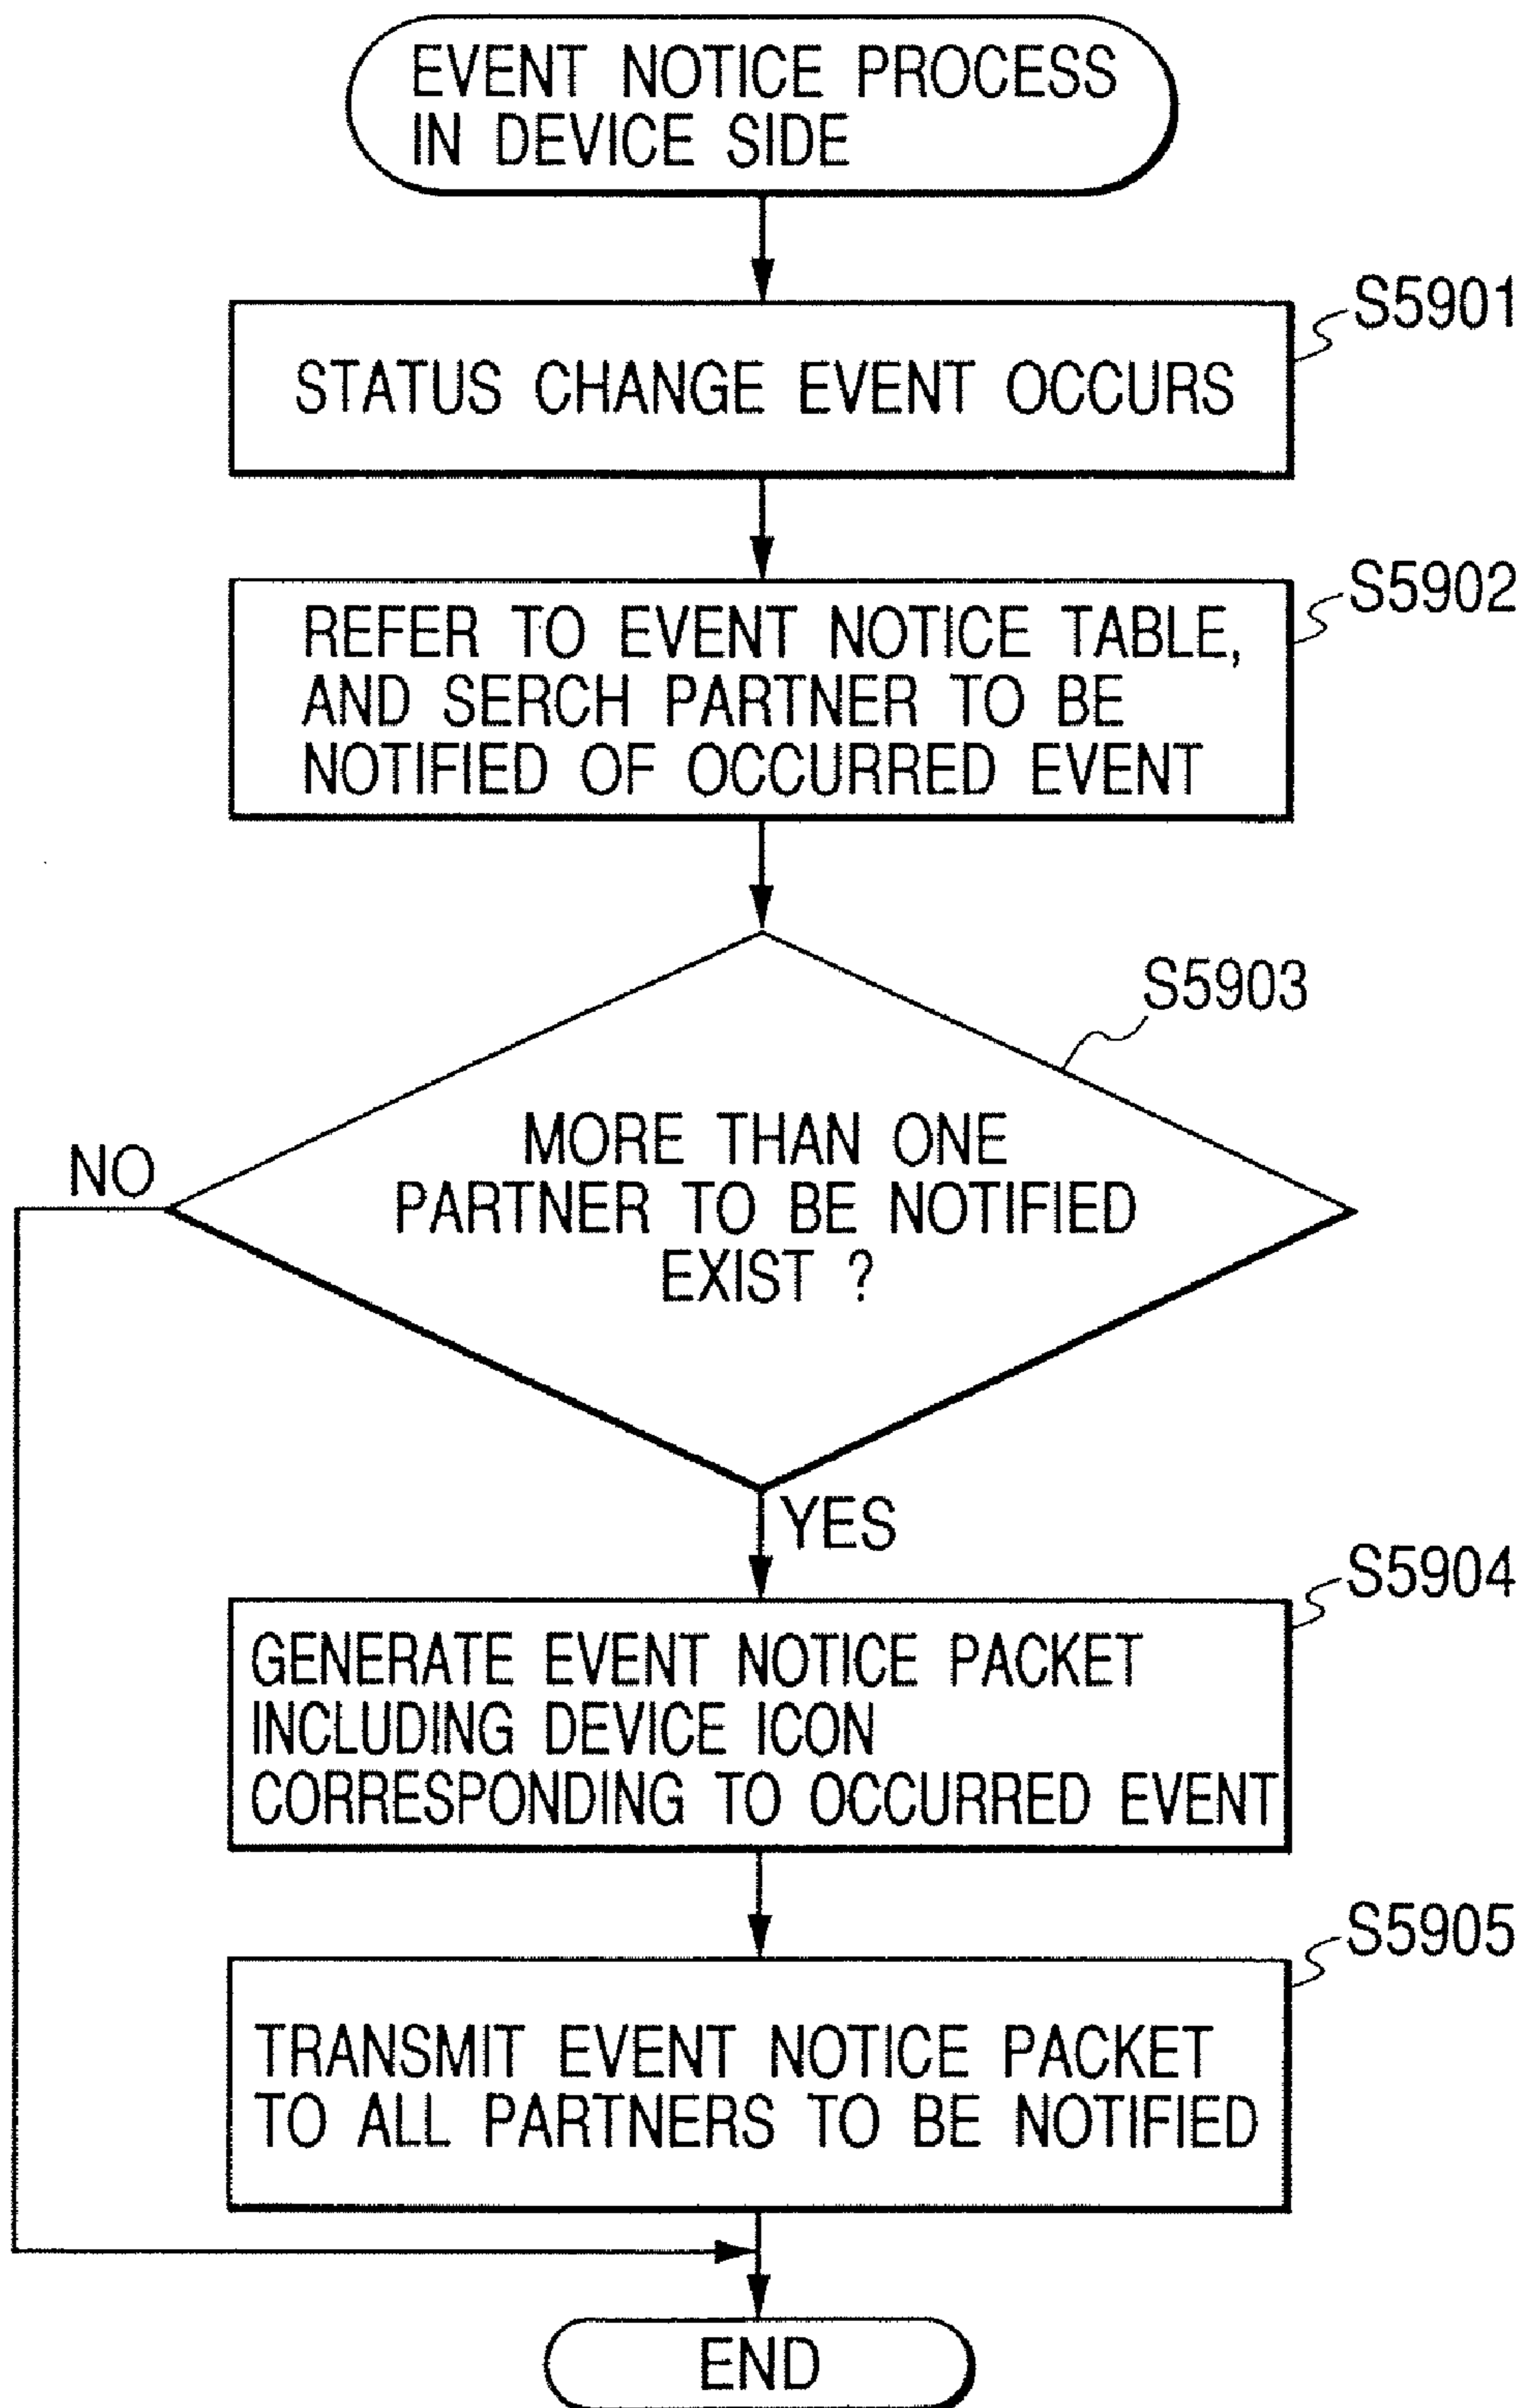 EVENT NOTICE PROCESS
IN DEVICE SIDE
S5901
STATUS CHANGE EVENT OCCURS
S5902
REFER TO EVENT NOTICE TABLE,
AND SERCH PARTNER TO BE
NOTIFIED OF OCCURRED EVENT
S5903
MORE THAN ONE
PARTNER TO BE NOTIFIED
EXIST ?
NO
YES
S5904
GENERATE EVENT NOTICE PACKET
INCLUDING DEVICE ICON
CORRESPONDING TO OCCURRED EVENT
S5905
TRANSMIT EVENT NOTICE PACKET
TO ALL PARTNERS TO BE NOTIFIED
END